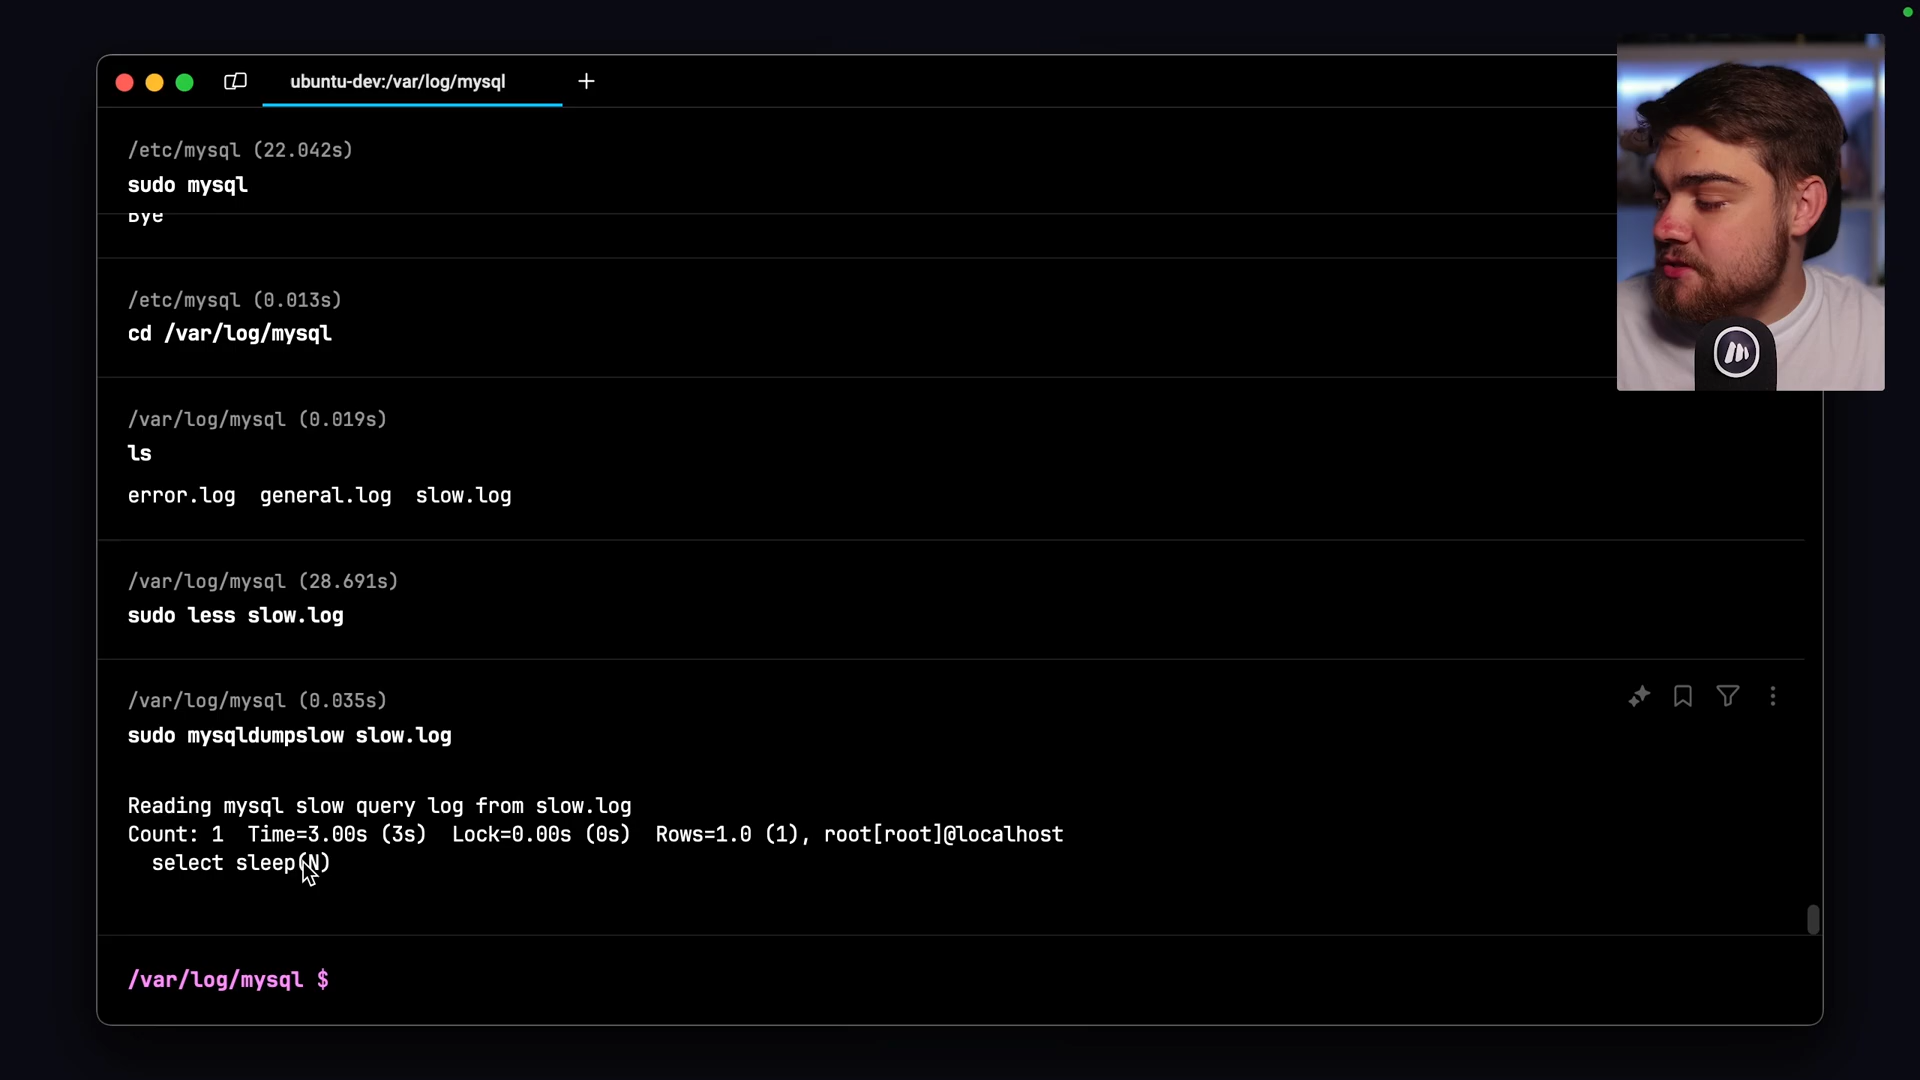 ubuntu-dev:/var/log/mysql
/etc/mysql (22.042s)
sudo mysql
Bye
/etc/mysql (0.013s)
cd /var/log/mysql
/var/log/mysql (0.019s)
ls
error.log  general.log  slow.log
/var/log/mysql (28.691s)
sudo less slow.log
/var/log/mysql (0.035s)
sudo mysqldumpslow slow.log
Reading mysql slow query log from slow.log
Count: 1  Time=3.00s (3s)  Lock=0.00s (0s)  Rows=1.0 (1), root[root]@localhost
  select sleep(N)
/var/log/mysql $